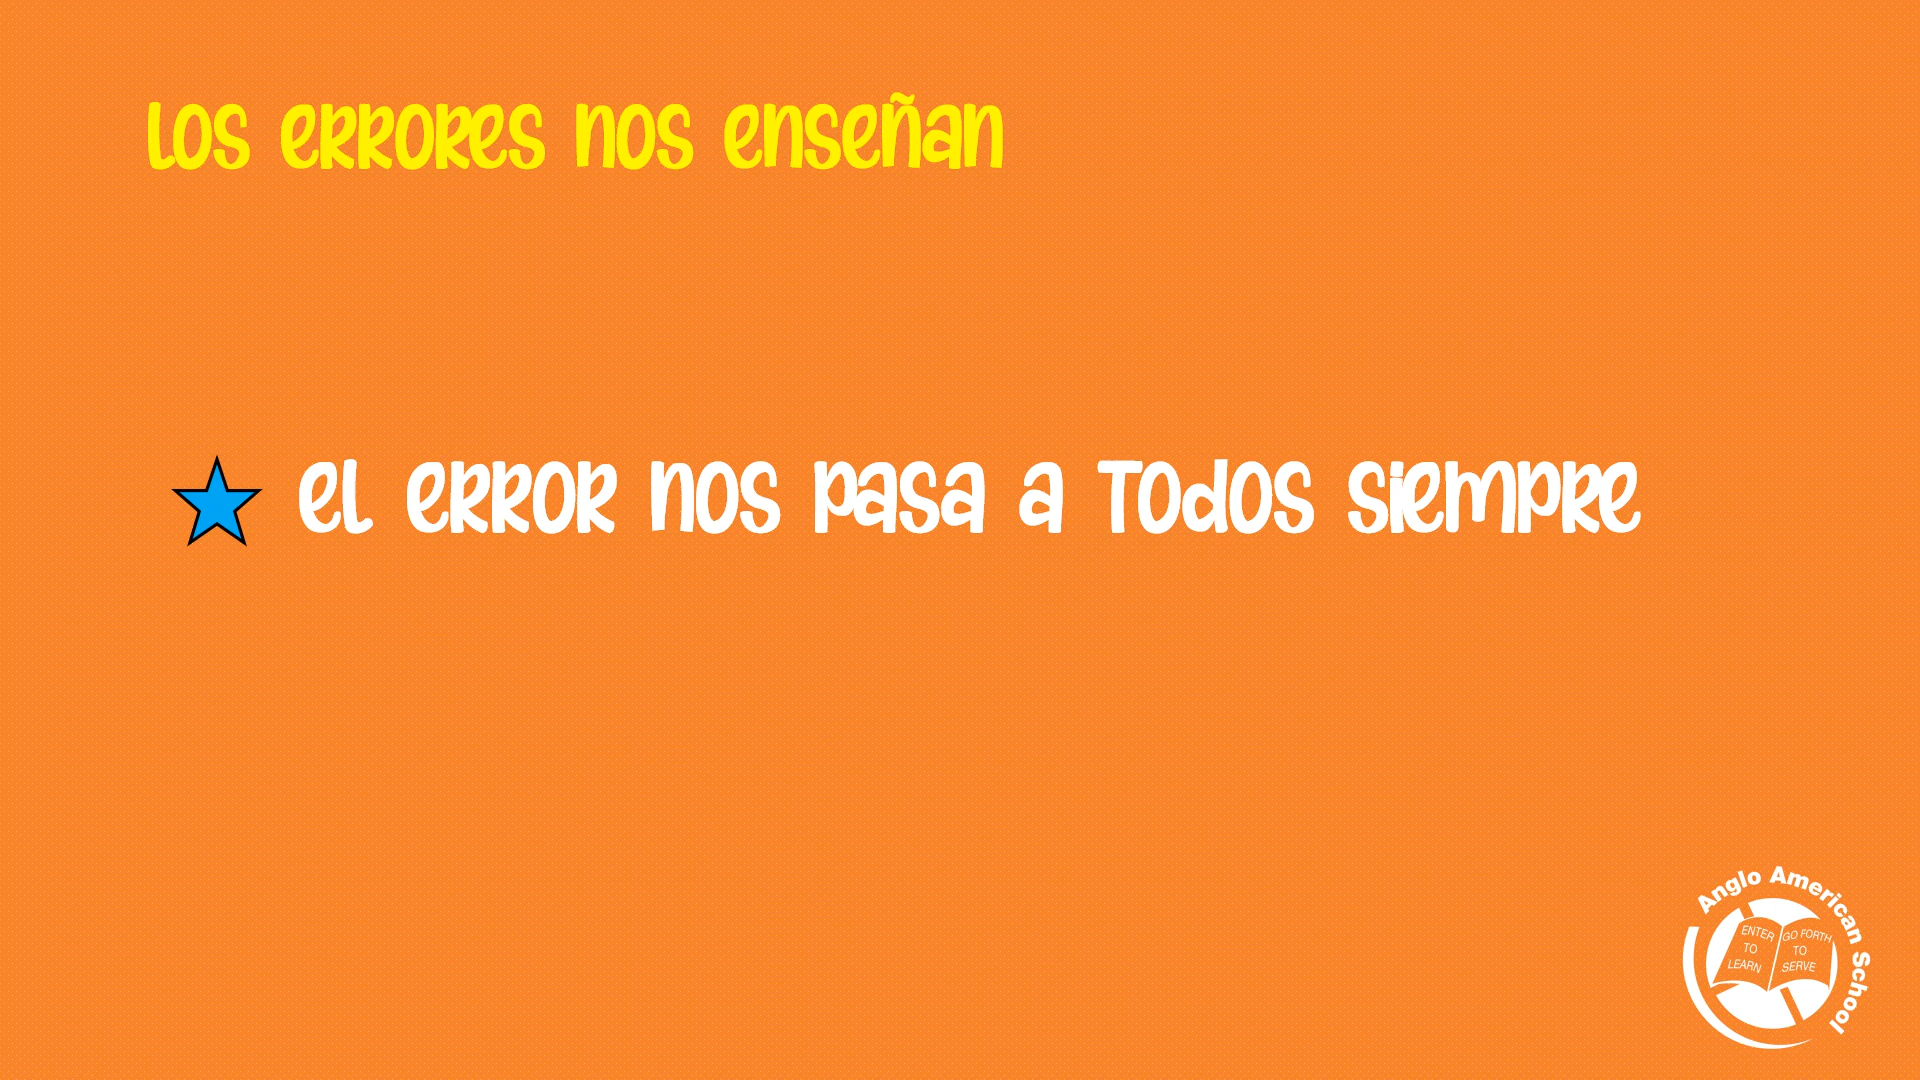 Los errores nos enseñan
El error nos pasa a todos siempre
Anglo American School
ENTER TO LEARN
GO FORTH TO SERVE